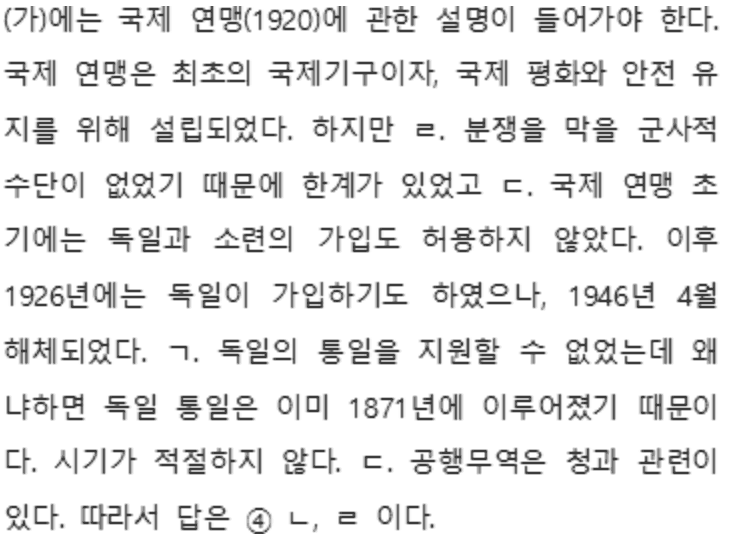 (가)에는 국제 연맹(1920)에 관한 설명이 들어가야 한다.
국제 연맹은 최초의 국제기구이자, 국제 평화와 안전 유
지를 위해 설립되었다. 하지만 ㄹ. 분쟁을 막을 군사적
수단이 없었기 때문에 한계가 있었고 ㄷ. 국제 연맹 초
기에는 독일과 소련의 가입도 허용하지 않았다. 이후
1926년에는 독일이 가입하기도 하였으나, 1946년 4월
해체되었다. ㄱ. 독일의 통일을 지원할 수 없었는데 왜
냐하면 독일 통일은 이미 1871년에 이루어졌기 때문이
다. 시기가 적절하지 않다. ㄷ. 공행무역은 청과 관련이
있다. 따라서 답은 ④ ㄴ, ㄹ 이다.